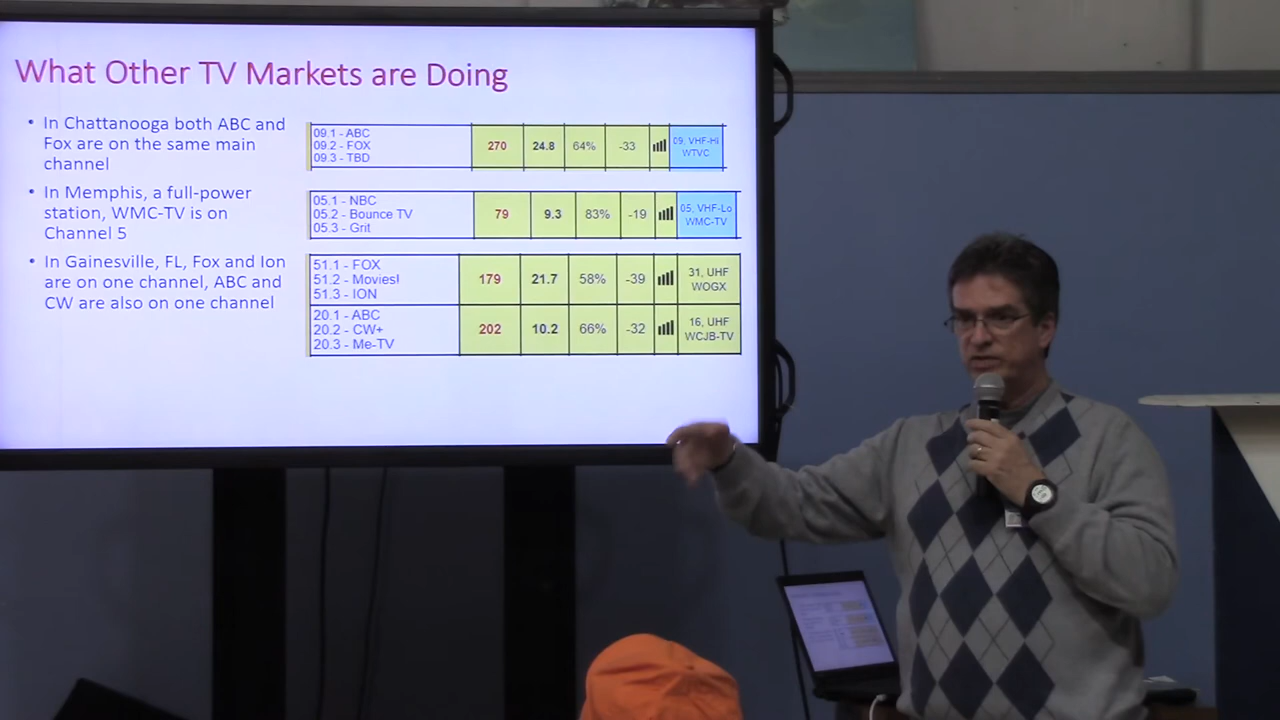 What Other TV Markets are Doing
• In Chattanooga both ABC and
Fox are on the same main
channel
• In Memphis, a full-power
station, WMC-TV is on
Channel 5
• In Gainesville, FL, Fox and Ion
are on one channel, ABC and
CW are also on one channel
09.1 - ABC
09.2 - FOX
09.3 - TBD
270
24.8
64%
-33
09, VHF-Hi
WTVC
05.1 - NBC
05.2 - Bounce TV
05.3 - Grit
79
9.3
83%
-19
05, VHF-Lo
WMC-TV
51.1 - FOX
51.2 - Movies!
51.3 - ION
179
21.7
58%
-39
31, UHF
WOGX
20.1 - ABC
20.2 - CW+
20.3 - Me-TV
202
10.2
66%
-32
16, UHF
WCJB-TV